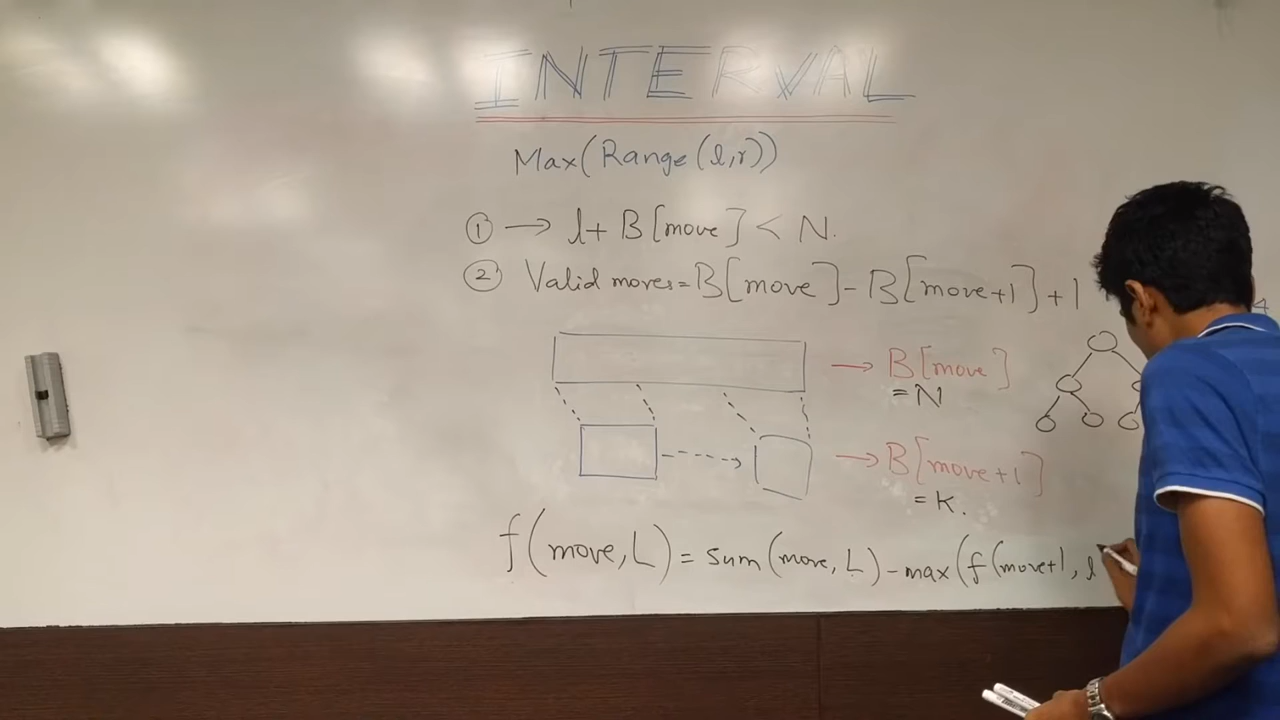 INTERVAL
Max(Range(l,r))
① → l+ B[move] < N.
② Valid moves = B[move] - B[move+1] + 1
4
→ B[move]
= N
→ B[move+1]
= K.
f(move, L) = sum(move, L) - max(f(move+1, l